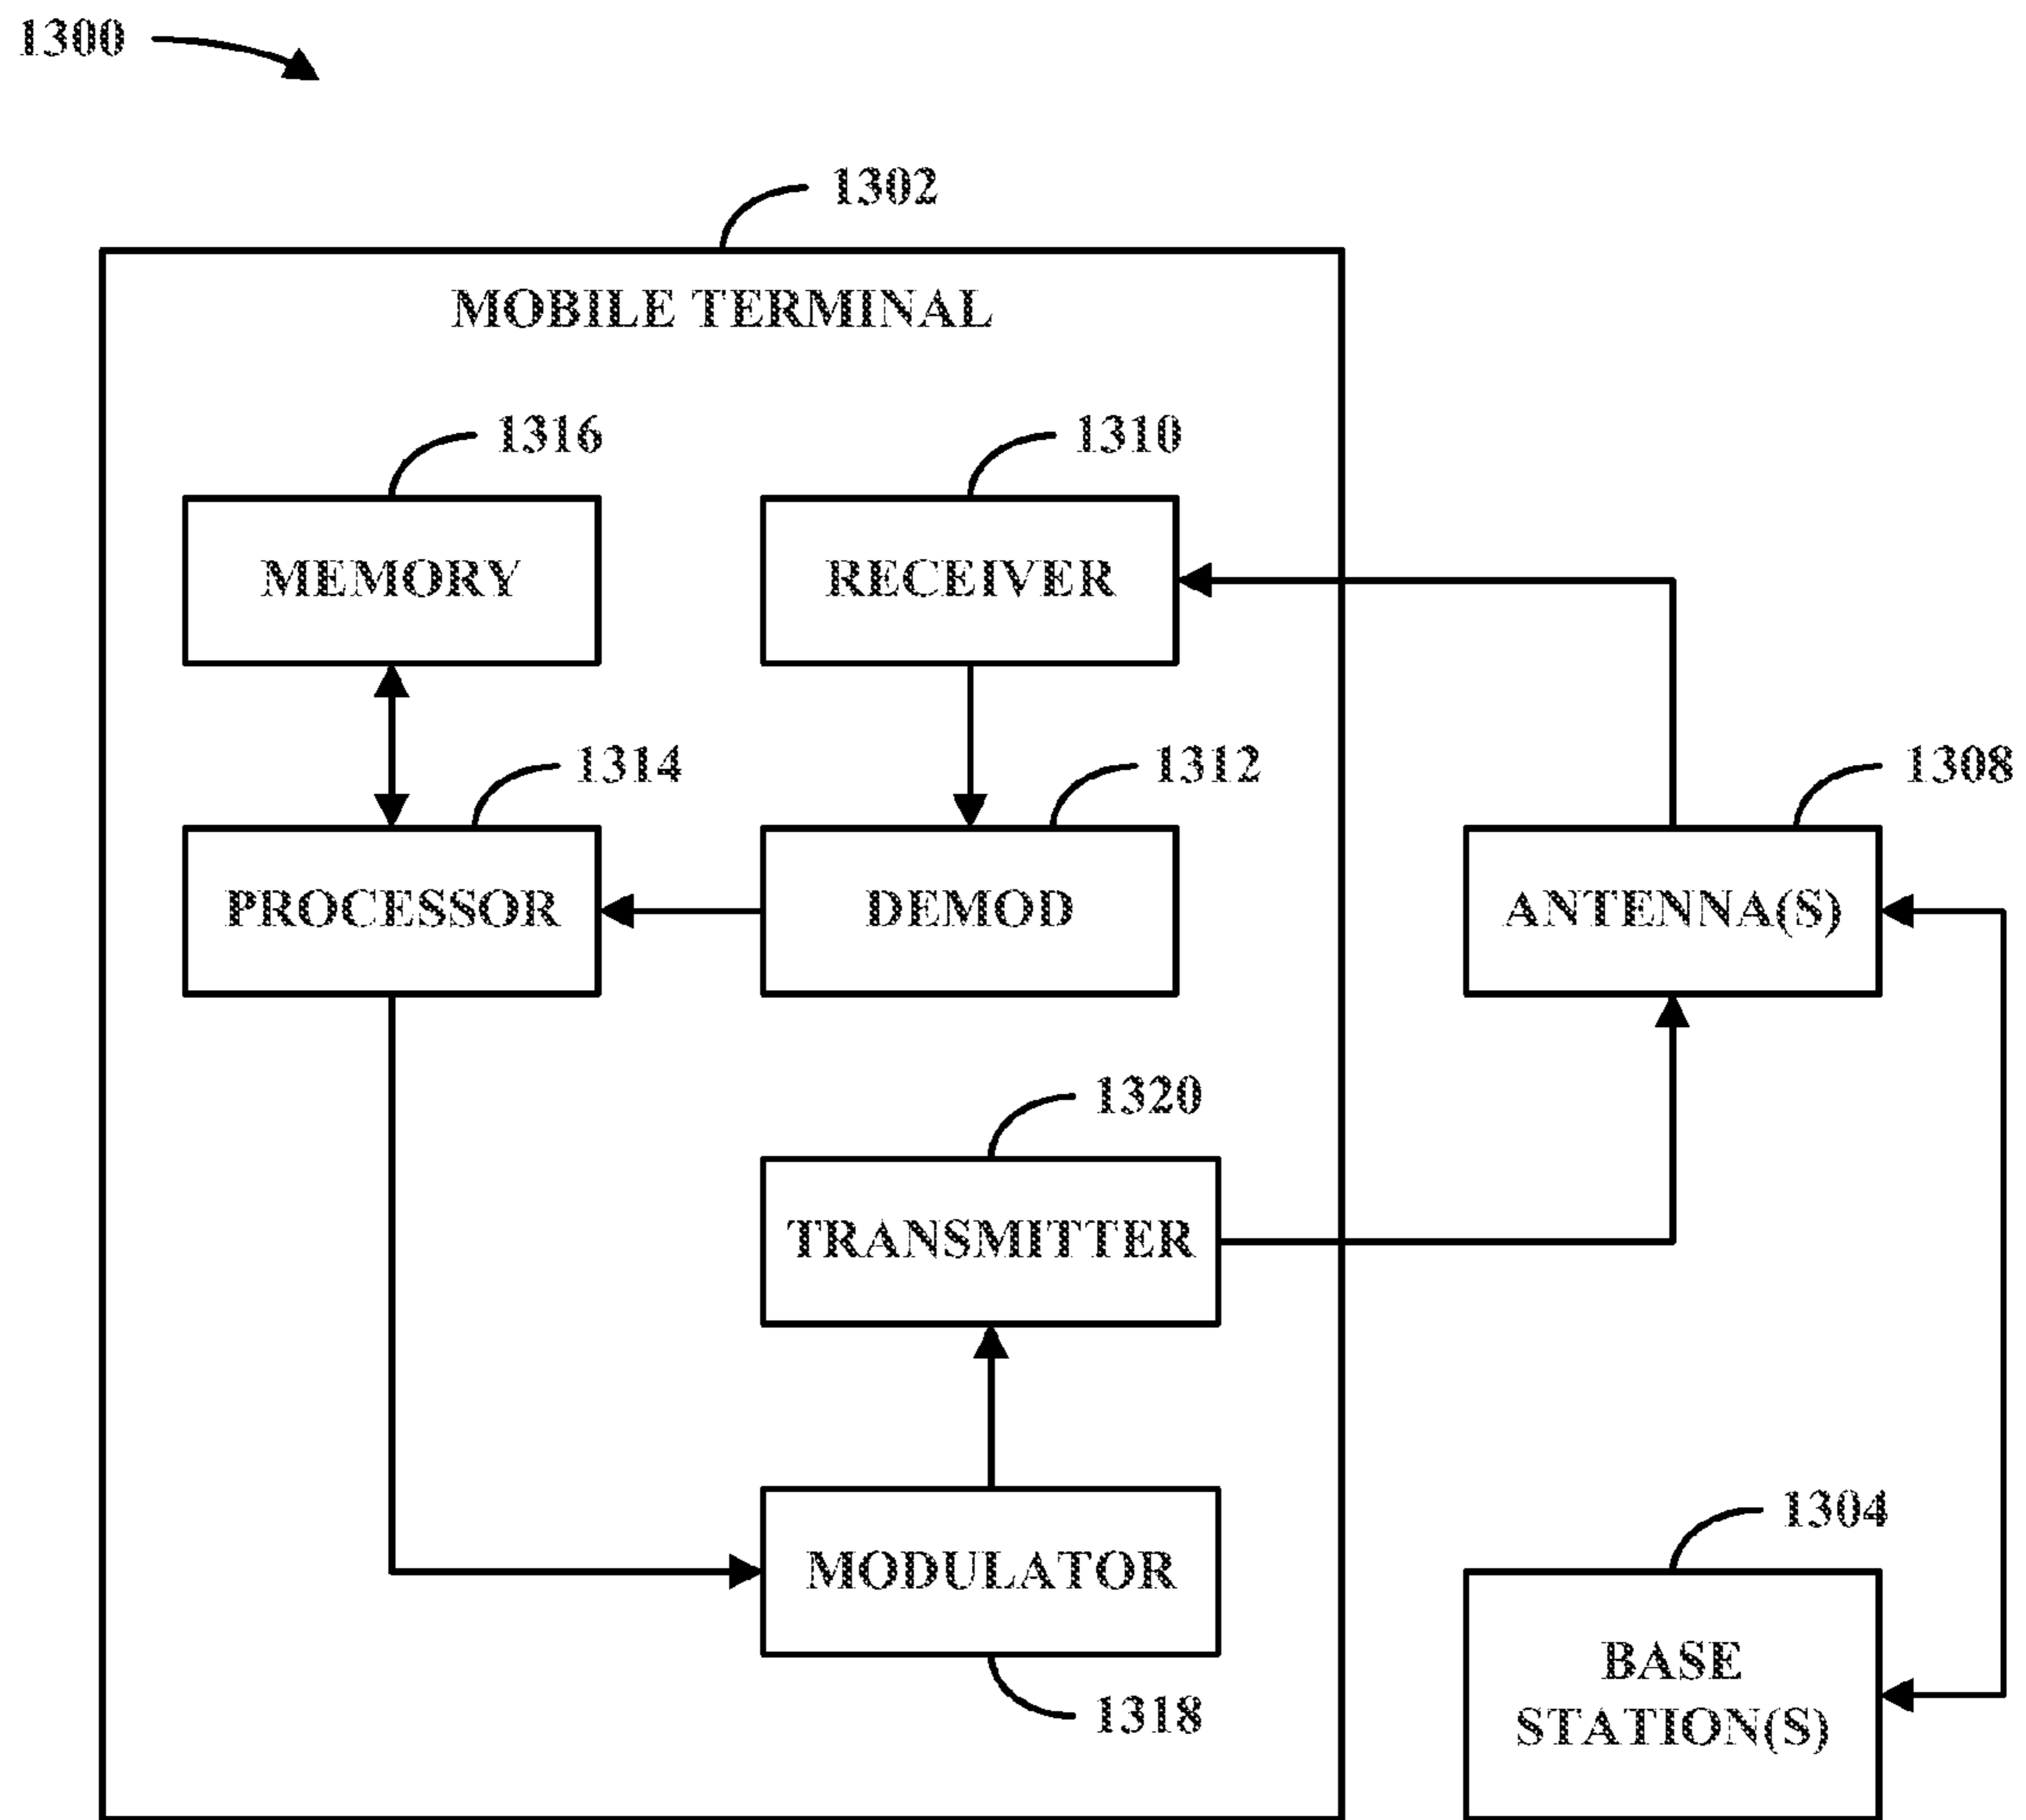 1300
1302
MOBILE TERMINAL
1316
1310
MEMORY
RECEIVER
1314
1312
1308
PROCESSOR
DEMOD
ANTENNA(S)
1320
TRANSMITTER
1304
MODULATOR
BASE
STATION(S)
1318